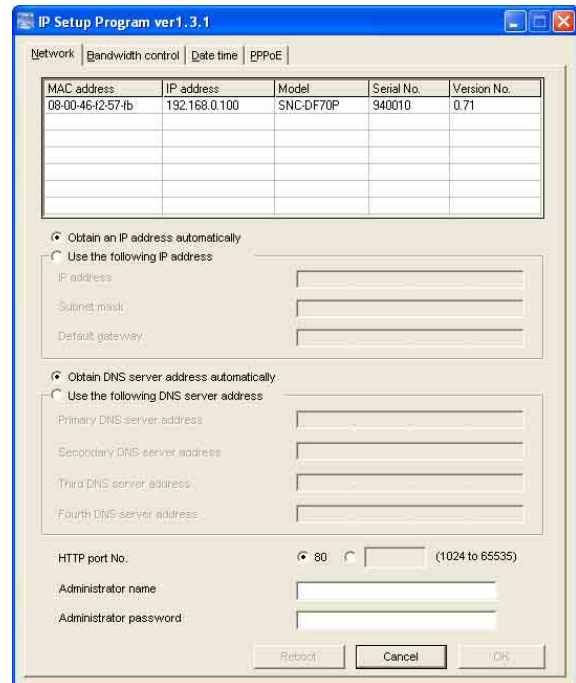 IP Setup Program ver1.3.1
Network Bandwidth control Date time PPPoE
MAC address IP address Model Serial No. Version No.
08-00-46-f2-57-fb 192.168.0.100 SNC-DF70P 940010 0.71
Obtain an IP address automatically
Use the following IP address
IP address
Subnet mask
Default gateway
Obtain DNS server address automatically
Use the following DNS server address
Primary DNS server address
Secondary DNS server address
Third DNS server address
Fourth DNS server address
HTTP port No. 80 (1024 to 65535)
Administrator name
Administrator password
Reboot Cancel OK